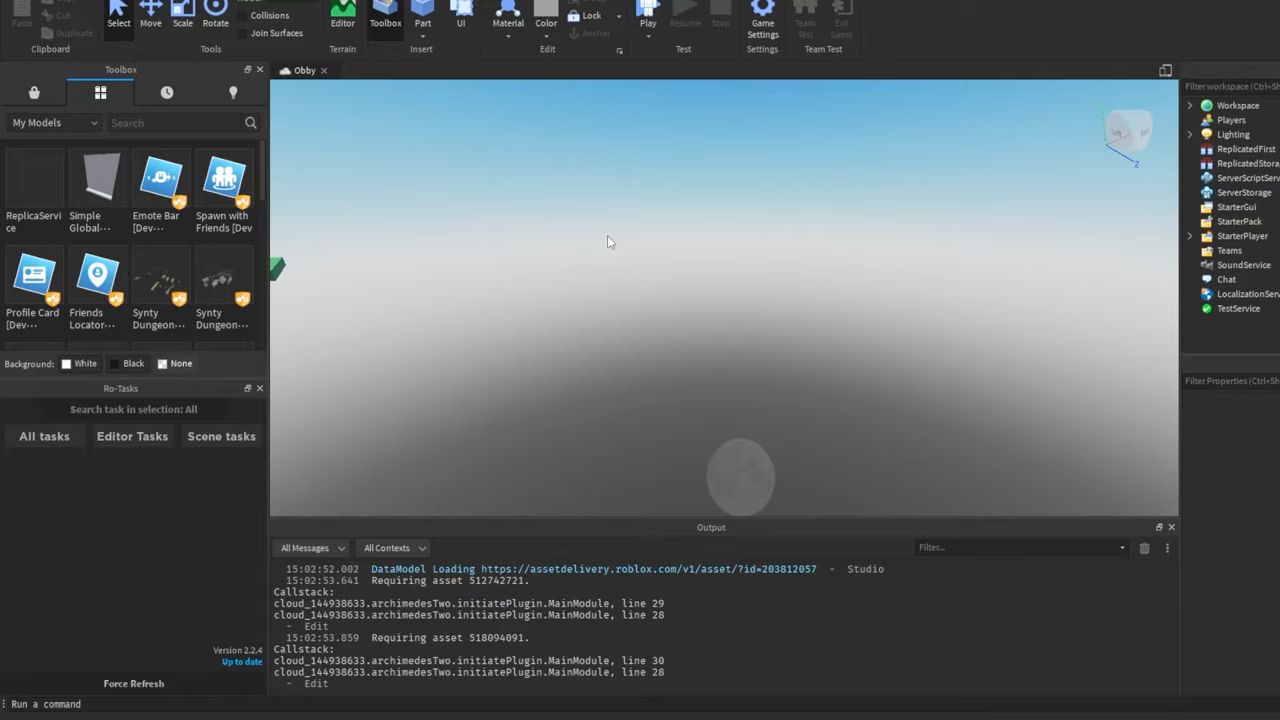 Paste
Cut
Duplicate
Clipboard
Select
Move
Scale
Rotate
Collisions
Join Surfaces
Tools
Editor
Terrain
Toolbox
Part
UI
Insert
Material
Color
Lock
Anchor
Edit
Play
Resume
Stop
Test
Game
Settings
Settings
Team
Test
Exit
Game
Team Test
Toolbox
My Models
Search
ReplicaServi
ce
Simple
Global-···
Emote Bar
[Dev-···
Spawn with
Friends [Dev
Profile Card
[Dev-···
Friends
Locator···
Synty
Dungeon-···
Synty
Dungeon-···
Background:
White
Black
None
Ro-Tasks
Search task in selection: All
All tasks
Editor Tasks
Scene tasks
Version 2.2.4
Up to date
Force Refresh
Run a command
Obby
Z
Output
All Messages
All Contexts
Filter...
15:02:52.002 DataModel Loading https://assetdelivery.roblox.com/v1/asset/?id=203812057 - Studio
15:02:53.641 Requiring asset 512742721.
Callstack:
cloud_144938633.archimedesTwo.initiatePlugin.MainModule, line 29
cloud_144938633.archimedesTwo.initiatePlugin.MainModule, line 28
- Edit
15:02:53.859 Requiring asset 518094091.
Callstack:
cloud_144938633.archimedesTwo.initiatePlugin.MainModule, line 30
cloud_144938633.archimedesTwo.initiatePlugin.MainModule, line 28
- Edit
Filter workspace (Ctrl+Sh
Workspace
Players
Lighting
ReplicatedFirst
ReplicatedStora
ServerScriptServ
ServerStorage
StarterGui
StarterPack
StarterPlayer
Teams
SoundService
Chat
LocalizationServ
TestService
Filter Properties (Ctrl+Sh